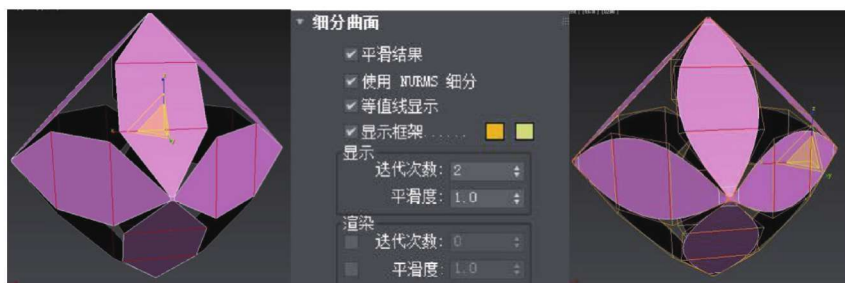 细分曲面
平滑结果
使用 NURMS 细分
等值线显示
显示框架......
显示
迭代次数: 2
平滑度: 1.0
渲染
迭代次数: 0
平滑度: 1.0